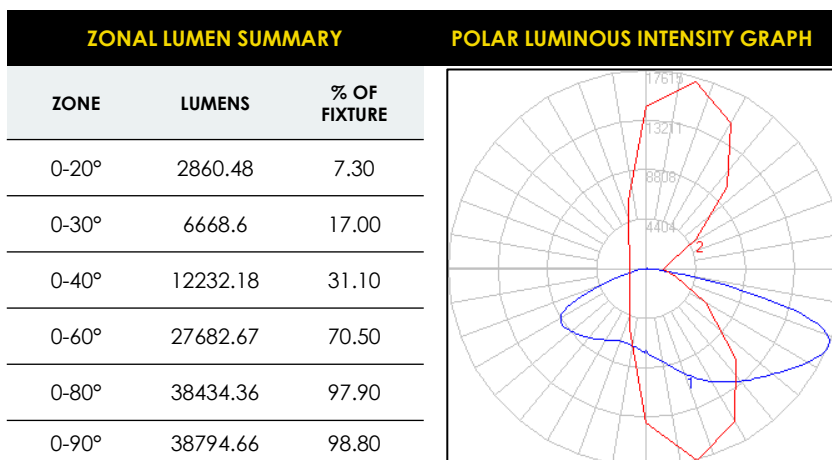 ZONAL LUMEN SUMMARY
POLAR LUMINOUS INTENSITY GRAPH
ZONE LUMENS % OF
FIXTURE
0-20° 2860.48 7.30
0-30° 6668.6 17.00
0-40° 12232.18 31.10
0-60° 27682.67 70.50
0-80° 38434.36 97.90
0-90° 38794.66 98.80
17615
13211
8808
4404
2
1